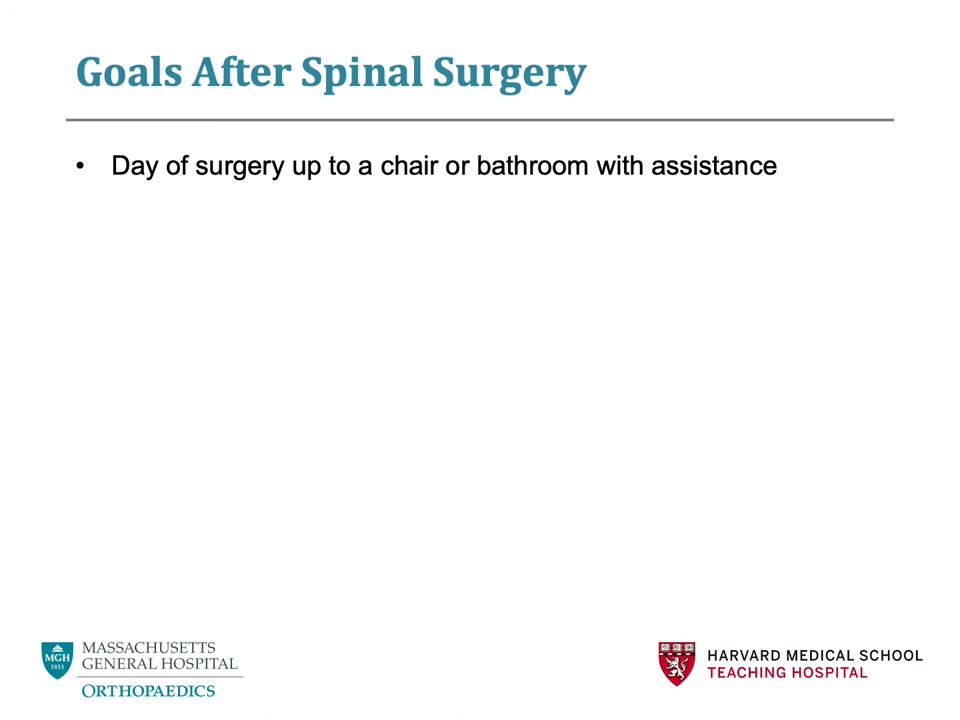 Goals After Spinal Surgery
• Day of surgery up to a chair or bathroom with assistance
MGH
1811
MASSACHUSETTS
GENERAL HOSPITAL
ORTHOPAEDICS
HARVARD MEDICAL SCHOOL
TEACHING HOSPITAL